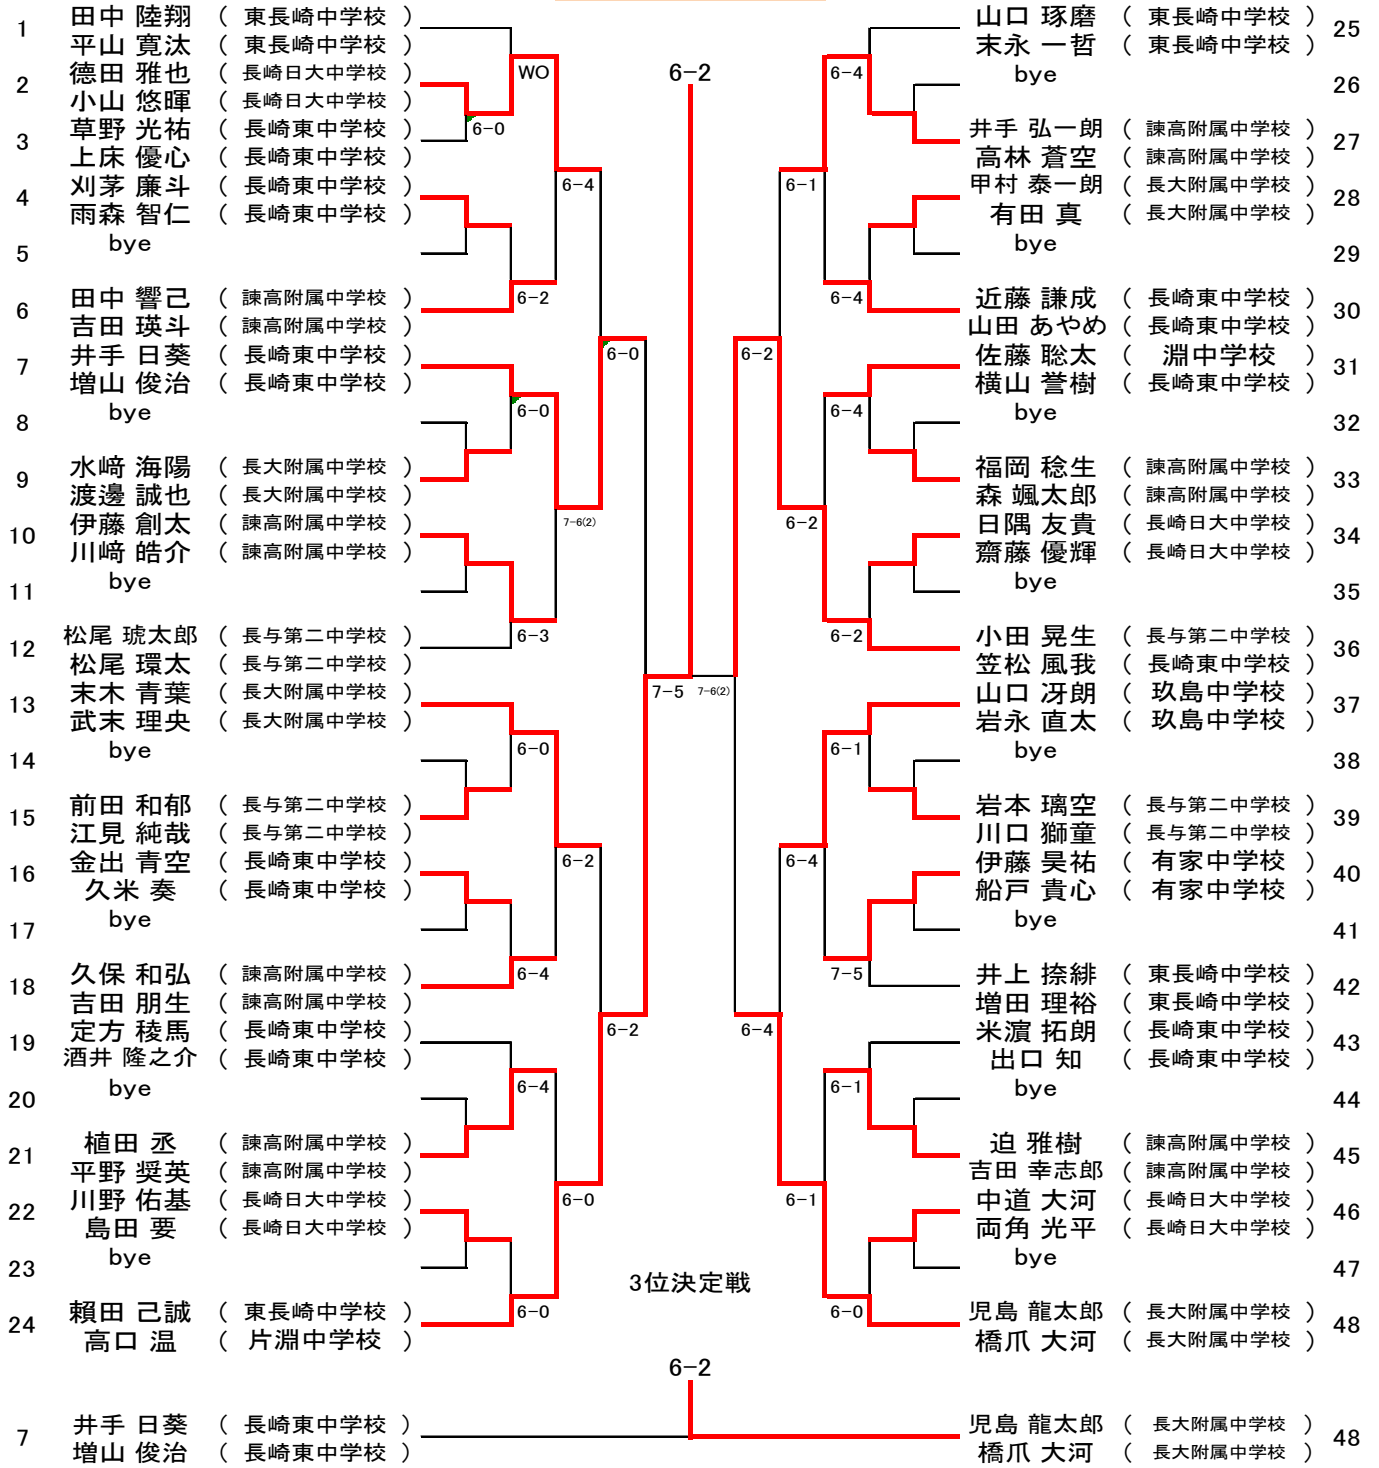 1 田中 陸翔 ( 東長崎中学校 )
平山 寛汰 ( 東長崎中学校 )
2 德田 雅也 ( 長崎日大中学校 )
小山 悠暉 ( 長崎日大中学校 )
3 草野 光祐 ( 長崎東中学校 )
上床 優心 ( 長崎東中学校 )
4 刈茅 廉斗 ( 長崎東中学校 )
雨森 智仁 ( 長崎東中学校 )
5 bye
6 田中 響己 ( 諫高附属中学校 )
吉田 瑛斗 ( 諫高附属中学校 )
7 井手 日葵 ( 長崎東中学校 )
増山 俊治 ( 長崎東中学校 )
8 bye
9 水﨑 海陽 ( 長大附属中学校 )
渡邊 誠也 ( 長大附属中学校 )
10 伊藤 創太 ( 諫高附属中学校 )
川﨑 皓介 ( 諫高附属中学校 )
11 bye
12 松尾 琥太郎 ( 長与第二中学校 )
松尾 環太 ( 長与第二中学校 )
13 末木 青葉 ( 長大附属中学校 )
武末 理央 ( 長大附属中学校 )
14 bye
15 前田 和郁 ( 長与第二中学校 )
江見 純哉 ( 長与第二中学校 )
16 金出 青空 ( 長崎東中学校 )
久米 奏 ( 長崎東中学校 )
17 bye
18 久保 和弘 ( 諫高附属中学校 )
吉田 朋生 ( 諫高附属中学校 )
19 定方 稜馬 ( 長崎東中学校 )
酒井 隆之介 ( 長崎東中学校 )
20 bye
21 植田 丞 ( 諫高附属中学校 )
平野 奨英 ( 諫高附属中学校 )
22 川野 佑基 ( 長崎日大中学校 )
島田 要 ( 長崎日大中学校 )
23 bye
24 賴田 己誠 ( 東長崎中学校 )
高口 温 ( 片淵中学校 )
WO
6-0
6-2
6-0
6-3
6-0
6-4
6-4
6-0
6-4
7-6(2)
6-2
6-0
6-0
6-2
7-5
6-2
7-6(2)
6-2
6-4
6-1
6-2
6-4
6-1
6-4
6-4
6-4
6-2
6-1
7-5
6-1
6-0
山口 琢磨 ( 東長崎中学校 ) 25
末永 一哲 ( 東長崎中学校 )
bye 26
井手 弘一朗 ( 諫高附属中学校 ) 27
高林 蒼空 ( 諫高附属中学校 )
甲村 泰一朗 ( 長大附属中学校 ) 28
有田 真 ( 長大附属中学校 )
bye 29
近藤 謙成 ( 長崎東中学校 ) 30
山田 あやめ ( 長崎東中学校 )
佐藤 聡太 ( 淵中学校 ) 31
横山 誉樹 ( 長崎東中学校 )
bye 32
福岡 稔生 ( 諫高附属中学校 ) 33
森 颯太郎 ( 諫高附属中学校 )
日隅 友貴 ( 長崎日大中学校 ) 34
齋藤 優輝 ( 長崎日大中学校 )
bye 35
小田 晃生 ( 長与第二中学校 ) 36
笠松 風我 ( 長崎東中学校 )
山口 冴朗 ( 玖島中学校 ) 37
岩永 直太 ( 玖島中学校 )
bye 38
岩本 璃空 ( 長与第二中学校 ) 39
川口 獅童 ( 長与第二中学校 )
伊藤 昊祐 ( 有家中学校 ) 40
船戸 貴心 ( 有家中学校 )
bye 41
井上 捺緋 ( 東長崎中学校 ) 42
増田 理裕 ( 東長崎中学校 )
米濵 拓朗 ( 長崎東中学校 ) 43
出口 知 ( 長崎東中学校 )
bye 44
迫 雅樹 ( 諫高附属中学校 ) 45
吉田 幸志郎 ( 諫高附属中学校 )
中道 大河 ( 長崎日大中学校 ) 46
両角 光平 ( 長崎日大中学校 )
bye 47
児島 龍太郎 ( 長大附属中学校 ) 48
橋爪 大河 ( 長大附属中学校 )
3位決定戦
6-2
7 井手 日葵 ( 長崎東中学校 )
増山 俊治 ( 長崎東中学校 )
児島 龍太郎 ( 長大附属中学校 ) 48
橋爪 大河 ( 長大附属中学校 )